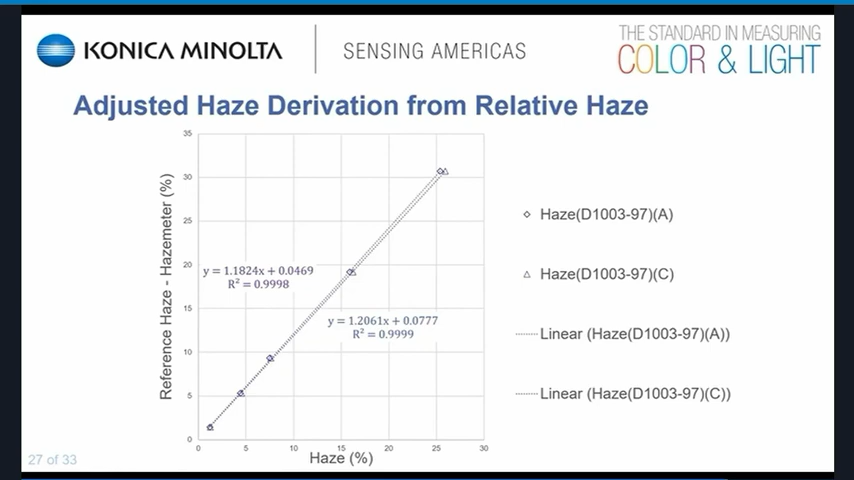 KONICA MINOLTA
SENSING AMERICAS
THE STANDARD IN MEASURING
COLOR & LIGHT
Adjusted Haze Derivation from Relative Haze
35
30
25
20
15
10
5
0
Reference Haze - Hazemeter (%)
y = 1.1824x + 0.0469
R² = 0.9998
y = 1.2061x + 0.0777
R² = 0.9999
0 5 10 15 20 25 30
Haze (%)
Haze(D1003-97)(A)
Haze(D1003-97)(C)
Linear (Haze(D1003-97)(A))
Linear (Haze(D1003-97)(C))
27 of 33